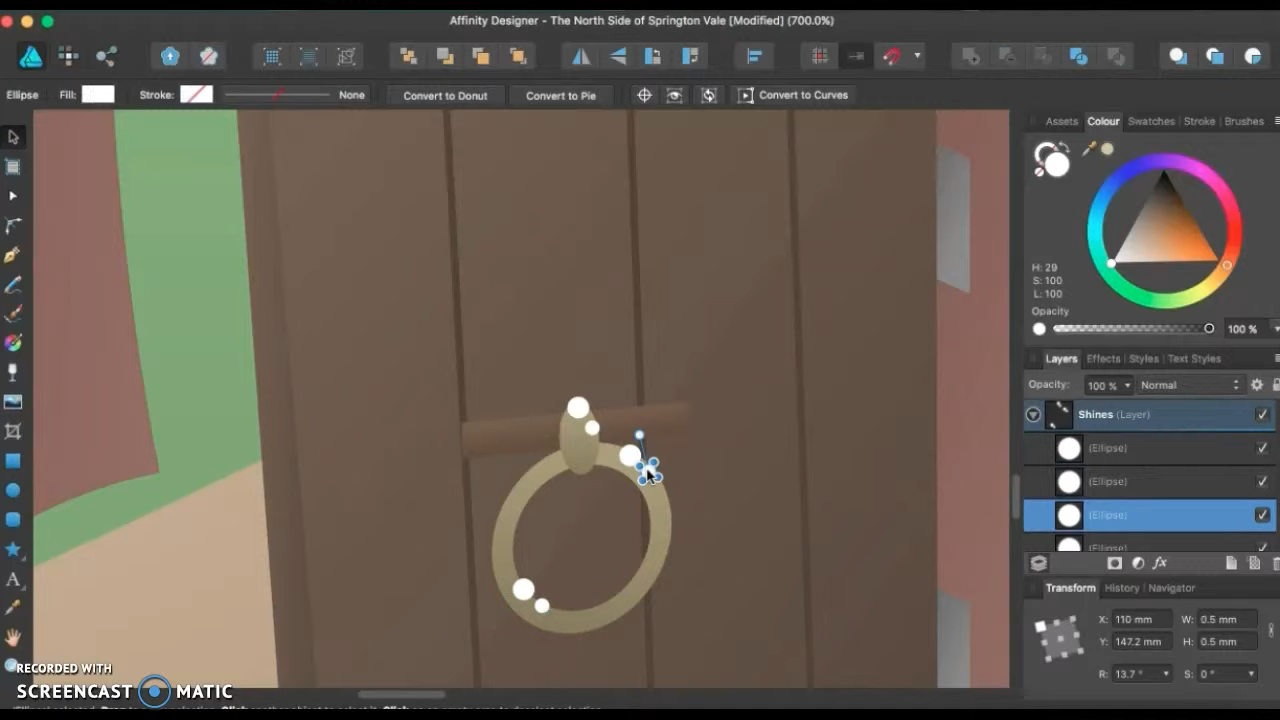 Affinity Designer - The North Side of Springton Vale [Modified] (700.0%)
Ellipse Fill: Stroke: None Convert to Donut Convert to Pie Convert to Curves
Assets Colour Swatches Stroke Brushes
H: 29
S: 100
L: 100
Opacity
100 %
Layers Effects Styles Text Styles
Opacity: 100 % Normal
Shines (Layer)
(Ellipse)
(Ellipse)
(Ellipse)
(Ellipse)
Transform History Navigator
X: 110 mm W: 0.5 mm
Y: 147.2 mm H: 0.5 mm
R: 13.7° S: 0°
A
RECORDED WITH
SCREENCAST MATIC